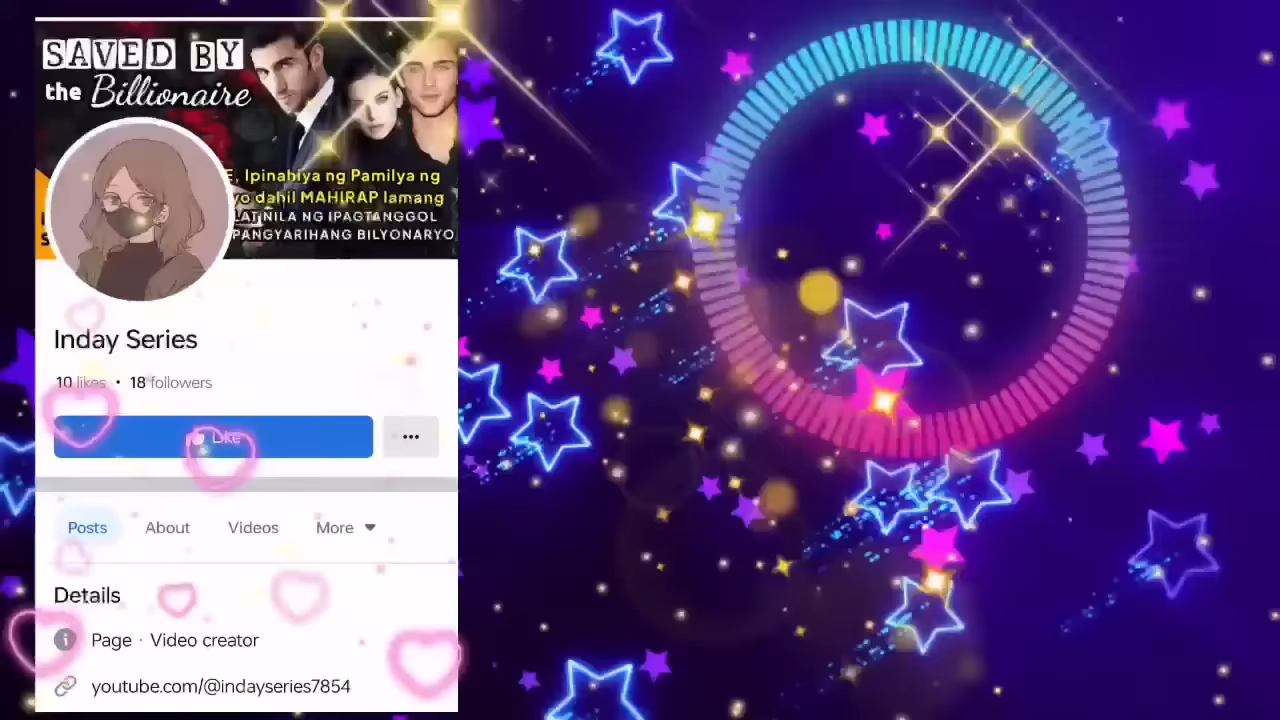 SAVED BY
the Billionaire
E, Ipinahiya ng Pamilya ng
yo dahil MAHIRAP lamang
NILA NG IPAGTANGGOL
PANGYARIHANG BILYONARYO
Inday Series
10 likes • 18 followers
Like
Posts About Videos More
Details
Page · Video creator
youtube.com/@indayseries7854